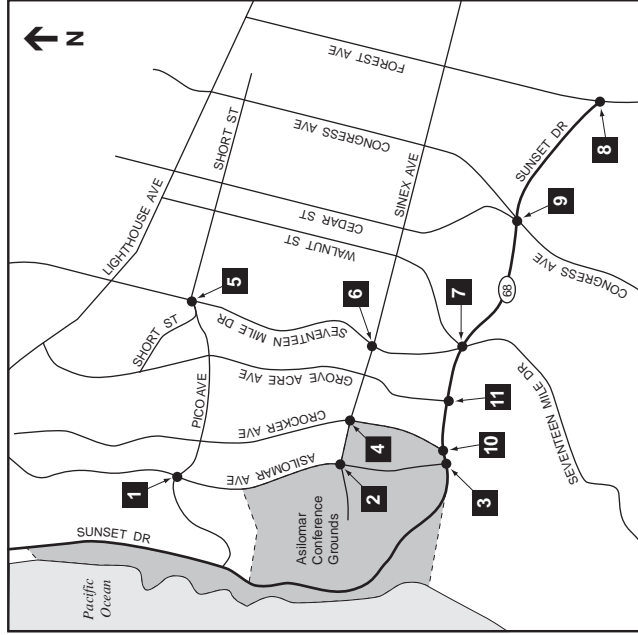 N
LIGHTHOUSE AVE
SHORT ST
FOREST AVE
CONGRESS AVE
SINEX AVE
CEDAR ST
WALNUT ST
SUNSET DR
5
6
8
9
SHORT ST
SEVENTEEN MILE DR
7
68
CONGRESS AVE
PICO AVE
GROVE ACRE AVE
CROCKER AVE
11
4
10
SEVENTEEN MILE DR
1
ASILOMAR AVE
2
3
SUNSET DR
Asilomar
Conference
Grounds
Pacific
Ocean